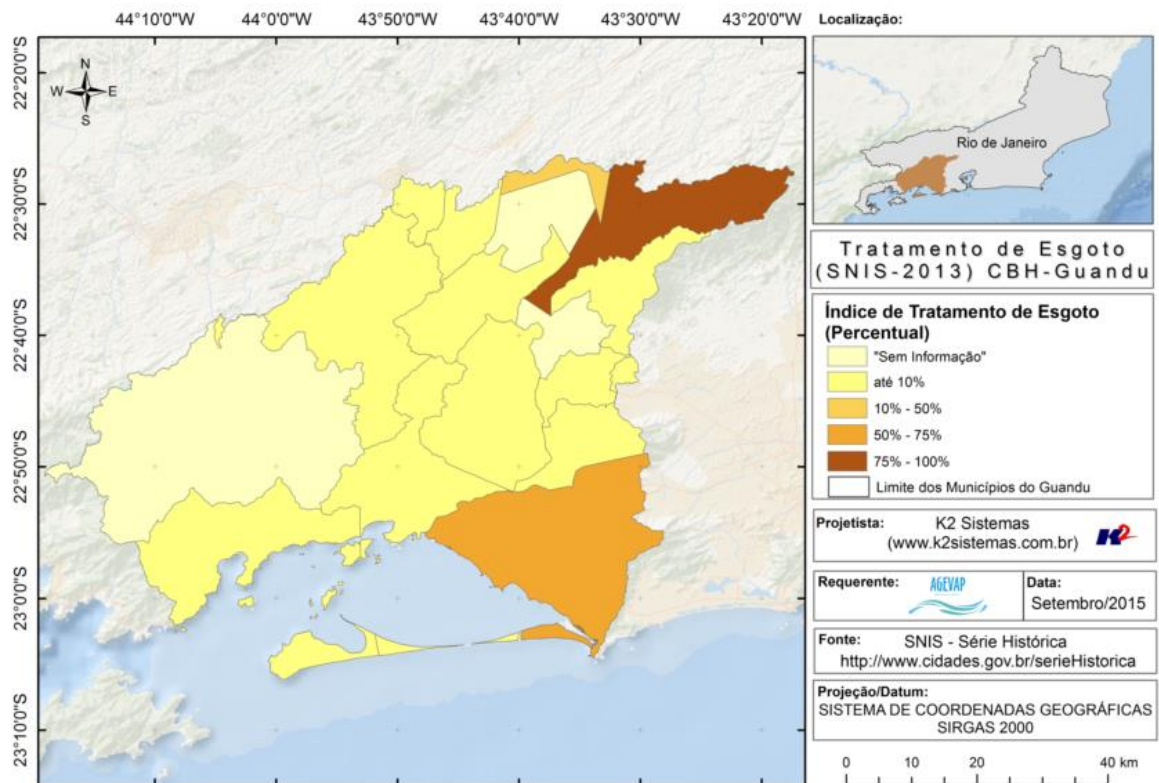 44°10'0"W 44°0'0"W 43°50'0"W 43°40'0"W 43°30'0"W 43°20'0"W
22°20'0"S
22°30'0"S
22°40'0"S
22°50'0"S
23°0'0"S
23°10'0"S
N
W E
S
Localização:
Rio de Janeiro
Tratamento de Esgoto
(SNIS-2013) CBH-Guandu
Índice de Tratamento de Esgoto
(Percentual)
"Sem Informação"
até 10%
10% - 50%
50% - 75%
75% - 100%
Limite dos Municípios do Guandu
Projetista: K2 Sistemas
(www.k2sistemas.com.br)
K2
Requerente:
AGEVAP
Data:
Setembro/2015
Fonte: SNIS - Série Histórica
http://www.cidades.gov.br/serieHistorica
Projeção/Datum:
SISTEMA DE COORDENADAS GEOGRÁFICAS
SIRGAS 2000
0 10 20 40 km